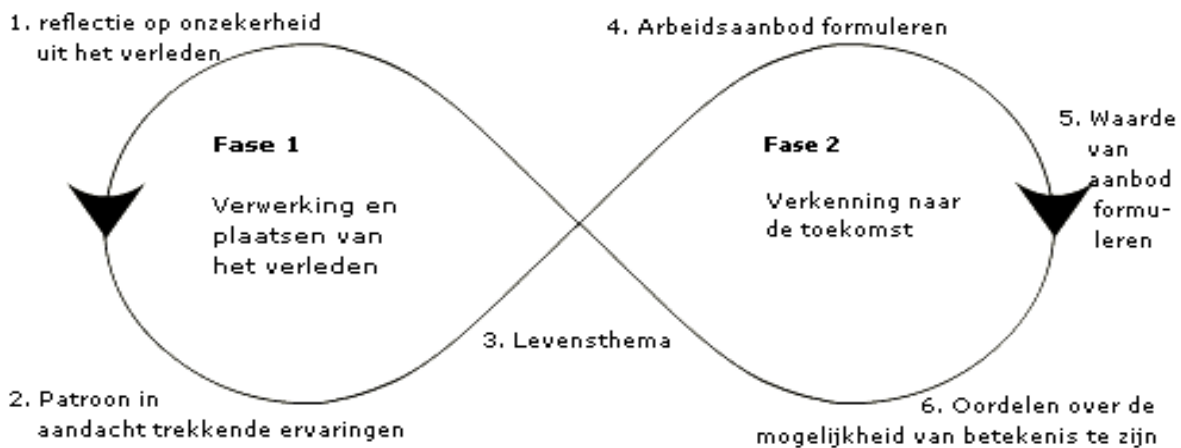 1. reflectie op onzekerheid
uit het verleden
Fase 1
Verwerking en
plaatsen van
het verleden
2. Patroon in
aandacht trekkende ervaringen
3. Levensthema
4. Arbeidsaanbod formuleren
Fase 2
Verkenning naar
de toekomst
5. Waarde
van
aanbod
formu-
leren
6. Oordelen over de
mogelijkheid van betekenis te zijn